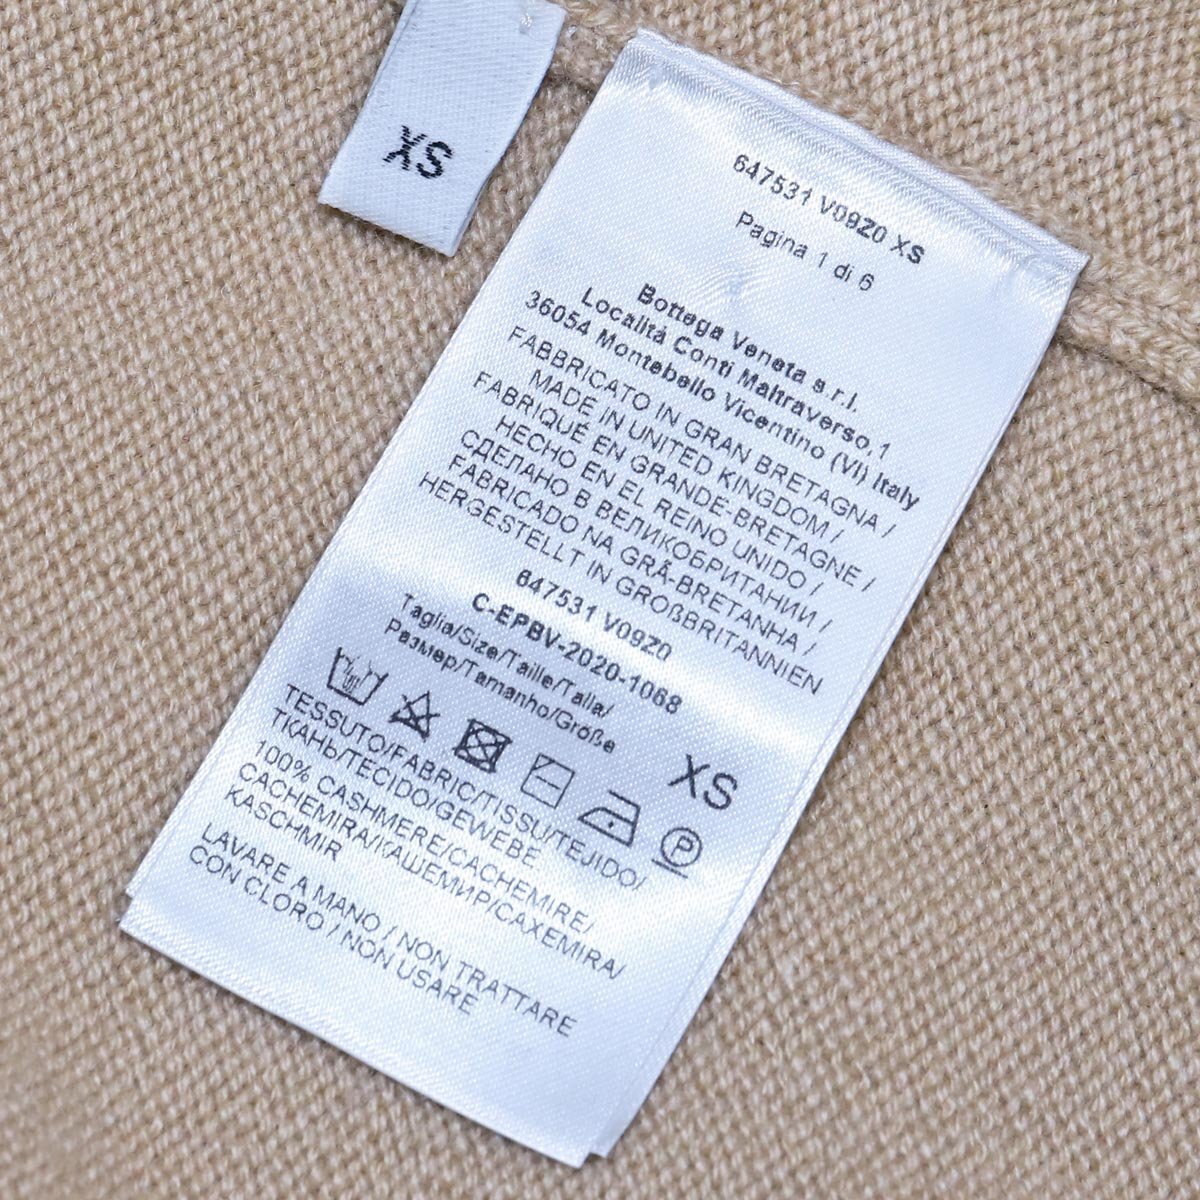 XS
647531 V09Z0 XS
Pagina 1 di 6
Bottega Veneta s.r.l.
Località Conti Maltraverso,1
36054 Montebello Vicentino (VI) Italy
FABBRICATO IN GRAN BRETAGNA /
MADE IN UNITED KINGDOM /
FABRIQUÉ EN GRANDE-BRETAGNE /
HECHO EN EL REINO UNIDO /
СДЕЛАНО В ВЕЛИКОБРИТАНИИ /
FABRICADO NA GRÃ-BRETANHA /
HERGESTELLT IN GROßBRITANNIEN
647531 V09Z0
C-EPBV-2020-1068
Taglia/Size/Taille/Talla/
Размер/Tamanho/Größe
XS
P
TESSUTO/FABRIC/TISSU/TEJIDO/
ТКАНЬ/TECIDO/GEWEBE
100% CASHMERE/CACHEMIRE/
CACHEMIRA/КАШЕМИР/CAXEMIRA/
KASCHMIR
LAVARE A MANO / NON TRATTARE
CON CLORO / NON USARE